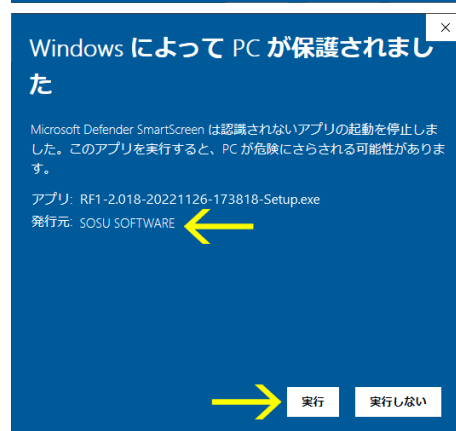 Windows によって PC が保護されまし
た
Microsoft Defender SmartScreen は認識されないアプリの起動を停止しま
した。このアプリを実行すると、PC が危険にさらされる可能性がありま
す。
アプリ: RF1-2.018-20221126-173818-Setup.exe
発行元: SOSU SOFTWARE
実行 実行しない